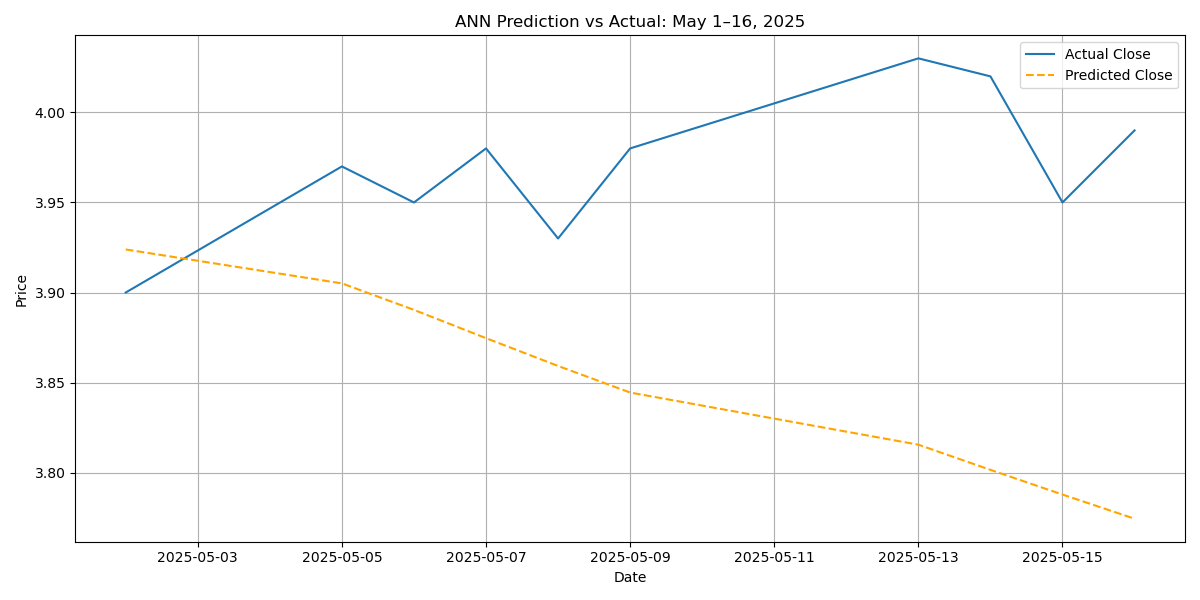 ANN Prediction vs Actual: May 1–16, 2025
Actual Close
Predicted Close
Price
4.00
3.95
3.90
3.85
3.80
2025-05-03
2025-05-05
2025-05-07
2025-05-09
2025-05-11
2025-05-13
2025-05-15
Date